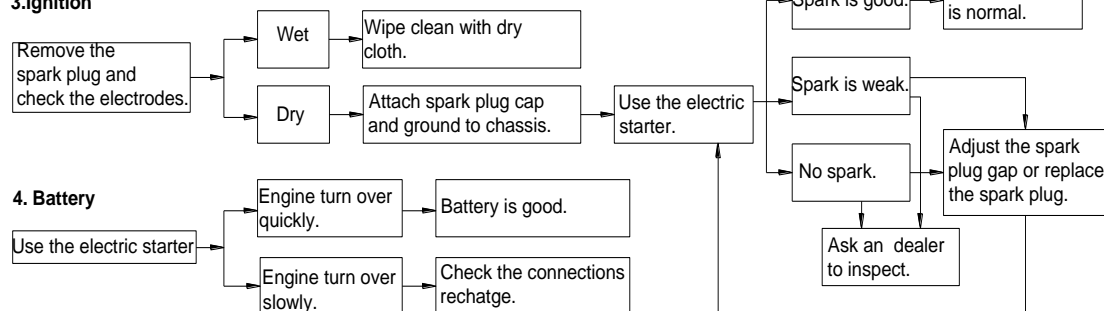 3.Ignition
Remove the
spark plug and
check the electrodes.
Wet
Wipe clean with dry
cloth.
Dry
Attach spark plug cap
and ground to chassis.
Use the electric
starter.
Spark is good.
is normal.
Spark is weak.
No spark.
Adjust the spark
plug gap or replace
the spark plug.
Ask an dealer
to inspect.
4. Battery
Use the electric starter
Engine turn over
quickly.
Battery is good.
Engine turn over
slowly.
Check the connections
rechatge.